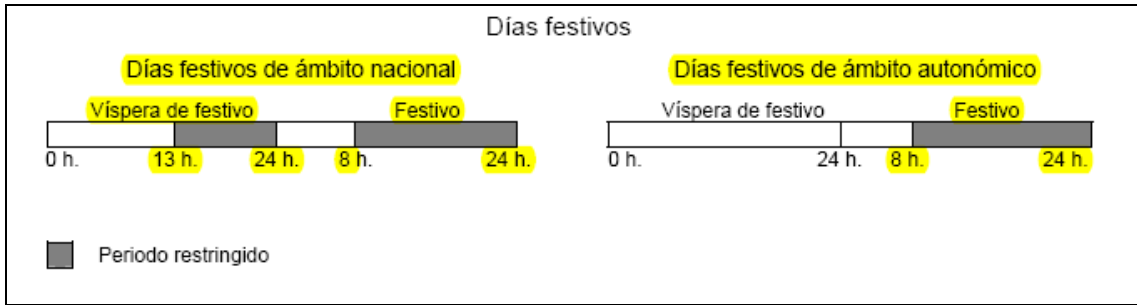 Días festivos
Días festivos de ámbito nacional
Días festivos de ámbito autonómico
Víspera de festivo
Festivo
Víspera de festivo
Festivo
0 h.
13 h.
24 h.
8 h.
24 h.
0 h.
24 h.
8 h.
24 h.
Periodo restringido